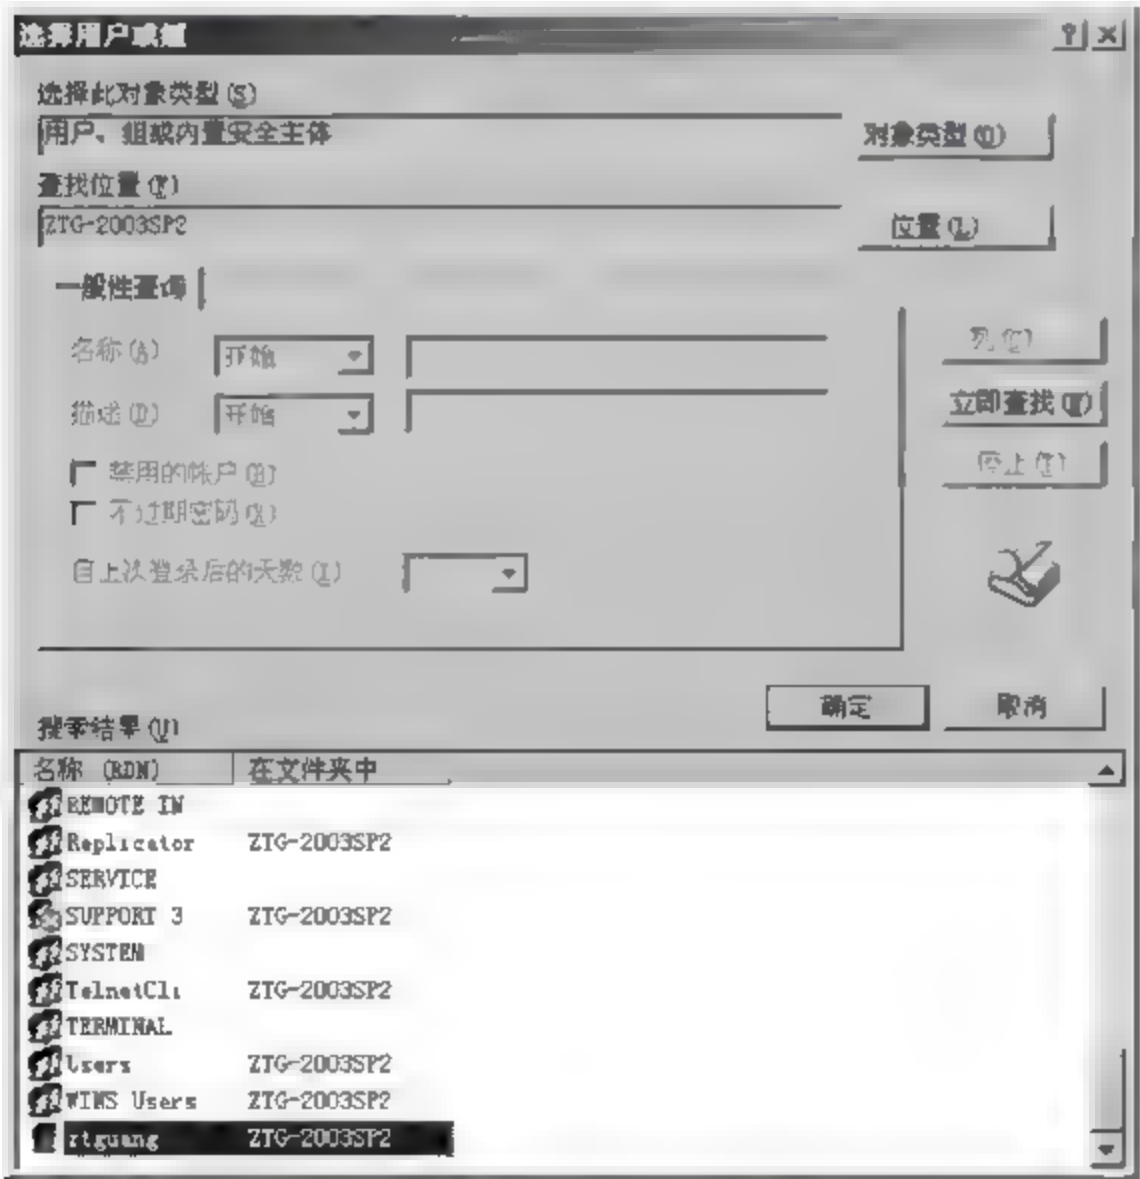 选择用户或组
选择此对象类型(S)
用户、组或内置安全主体
对象类型(O)
查找位置(F)
ZTG-2003SP2
位置(L)
一般性查询
名称(A) 开始
列(C)
描述(D) 开始
立即查找(N)
禁用的帐户(B)
停止(T)
不过期密码(X)
自上次登录后的天数(I)
确定 取消
搜索结果(U)
名称 (RDN) 在文件夹中
REMOTE IN
Replicator ZTG-2003SP2
SERVICE
SUPPORT 3 ZTG-2003SP2
SYSTEM
TelnetCli ZTG-2003SP2
TERMINAL
Users ZTG-2003SP2
WINS Users ZTG-2003SP2
ztguang ZTG-2003SP2